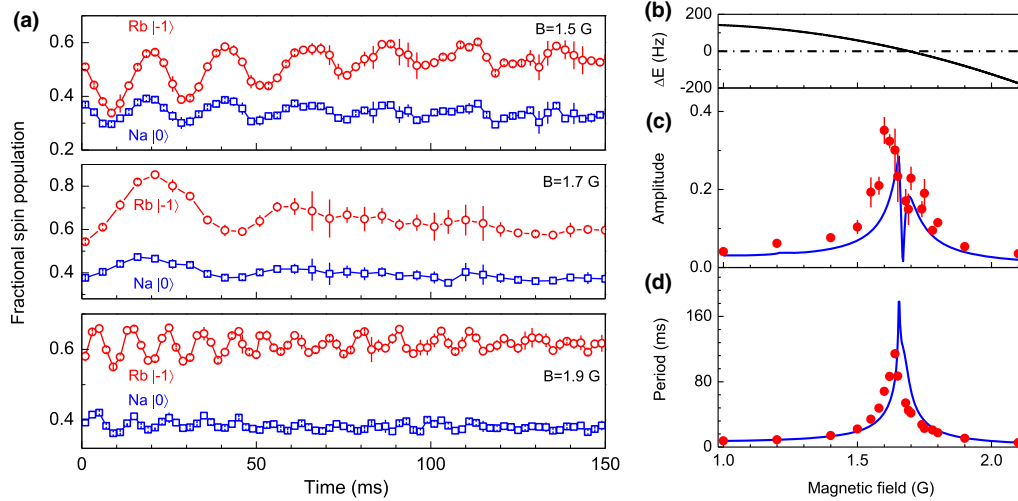 (a)
Fractional spin population
Rb |-1⟩
B=1.5 G
0.6
0.4
0.2
Na |0⟩
0.8
0.6
0.4
Rb |-1⟩
B=1.7 G
Na |0⟩
0.6
0.4
Rb |-1⟩
B=1.9 G
Na |0⟩
0 50 100 150
Time (ms)
(b)
ΔE (Hz)
200
0
-200
(c)
Amplitude
0.4
0.2
0.0
(d)
Period (ms)
160
80
0
1.0 1.5 2.0
Magnetic field (G)